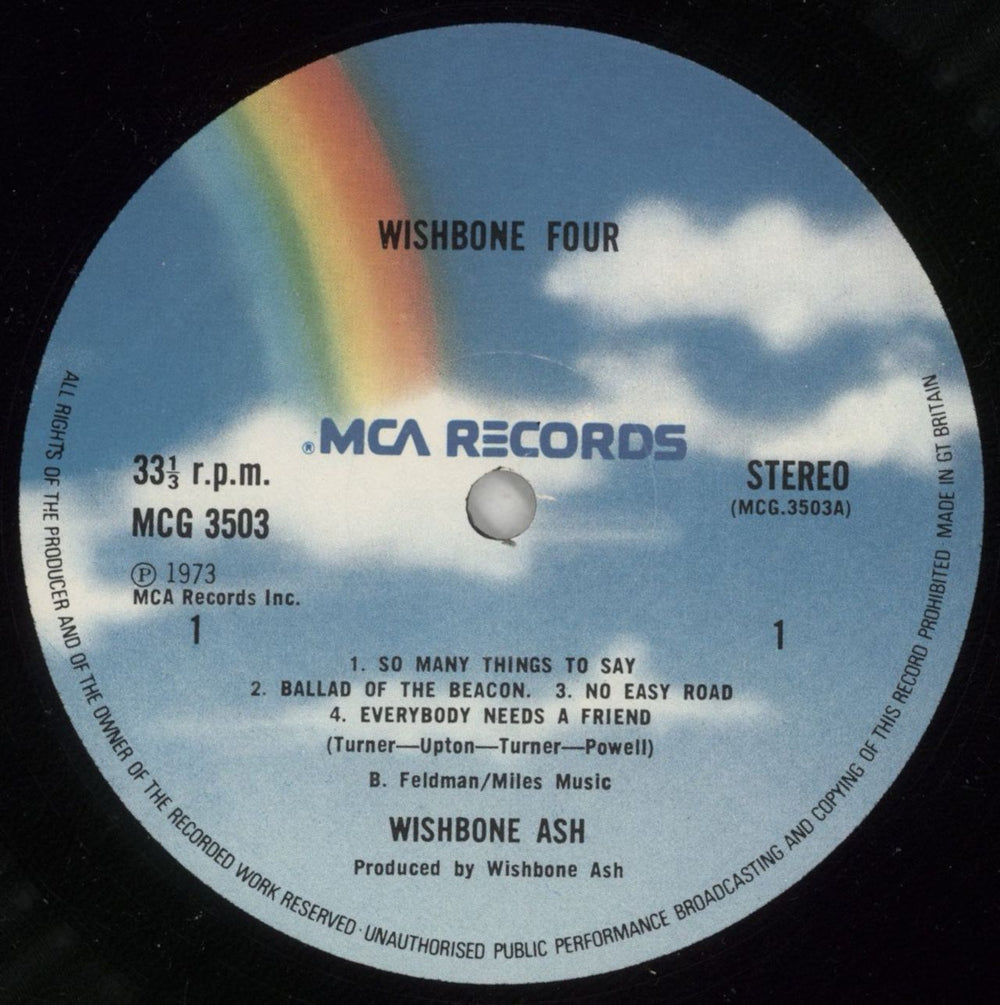 WISHBONE FOUR
® MCA RECORDS
33⅓ r.p.m.
MCG 3503
STEREO
(MCG.3503A)
Ⓟ 1973
MCA Records Inc.
1
1
1. SO MANY THINGS TO SAY
2. BALLAD OF THE BEACON. 3. NO EASY ROAD
4. EVERYBODY NEEDS A FRIEND
(Turner—Upton—Turner—Powell)
B. Feldman/Miles Music
WISHBONE ASH
Produced by Wishbone Ash
ALL RIGHTS OF THE PRODUCER AND OF THE OWNER OF THE RECORDED WORK RESERVED · UNAUTHORISED PUBLIC PERFORMANCE BROADCASTING AND COPYING OF THIS RECORD PROHIBITED MADE IN GT BRITAIN